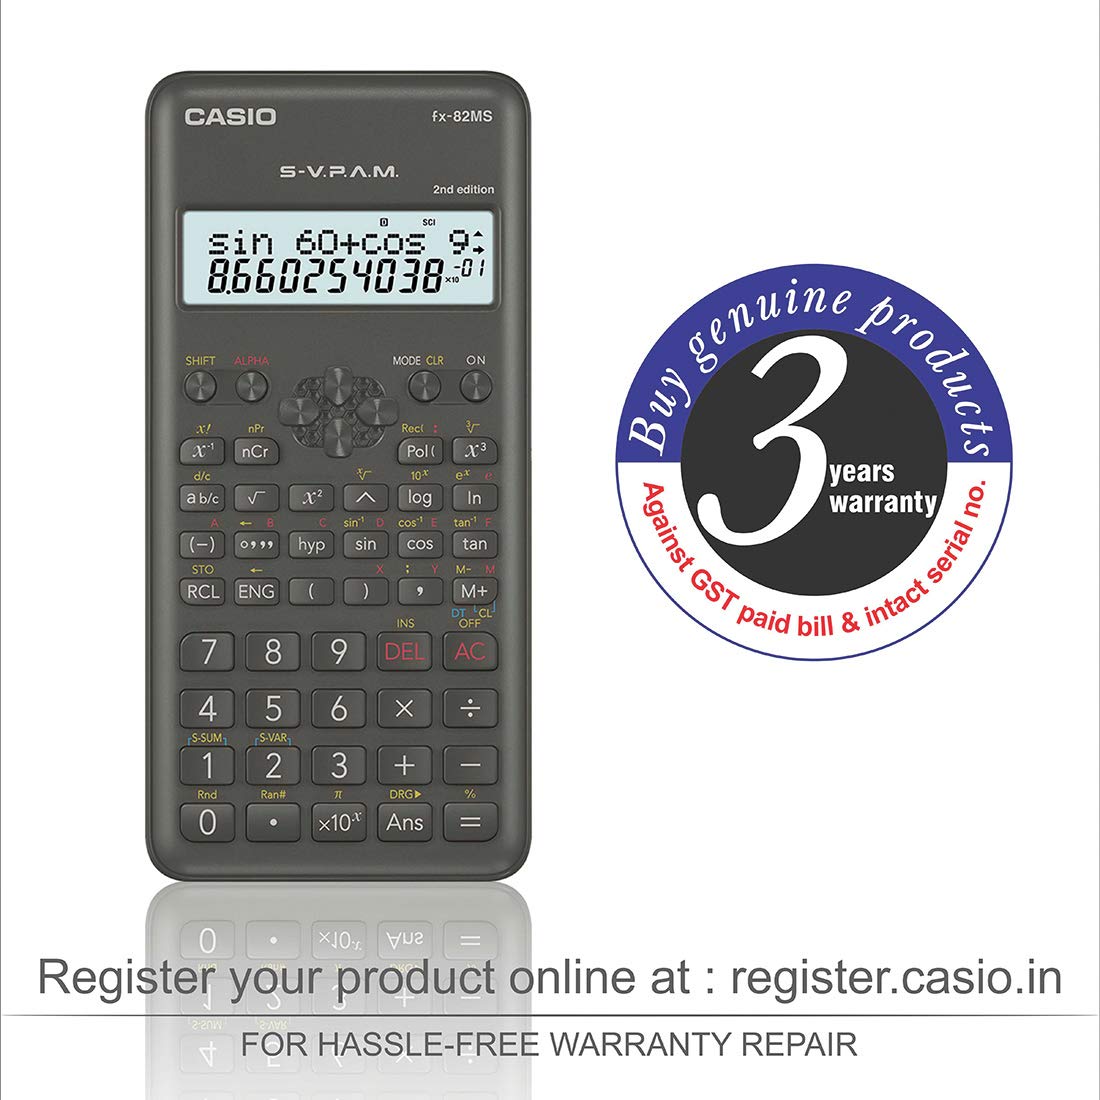 CASIO fx-82MS
S-V.P.A.M.
2nd edition
D SCI
sin 60+cos 9
8.660254038×10-01
SHIFT ALPHA MODE CLR ON
x! nPr Rec( : ³√
x⁻¹ nCr Pol( x³
d/c ˣ√ 10ˣ eˣ e
a b/c √ x² ^ log ln
A ← B C sin⁻¹ D cos⁻¹ E tan⁻¹ F
(−) o,,, hyp sin cos tan
STO ← X ; Y M− M
RCL ENG ( ) , M+
DT CL
INS OFF
7 8 9 DEL AC
4 5 6 × ÷
S-SUM S-VAR
1 2 3 + −
Rnd Ran# π DRG▶ %
0 • ×10ˣ Ans =
Buy genuine products
3 years
warranty
Against GST paid bill & intact serial no.
Register your product online at : register.casio.in
FOR HASSLE-FREE WARRANTY REPAIR